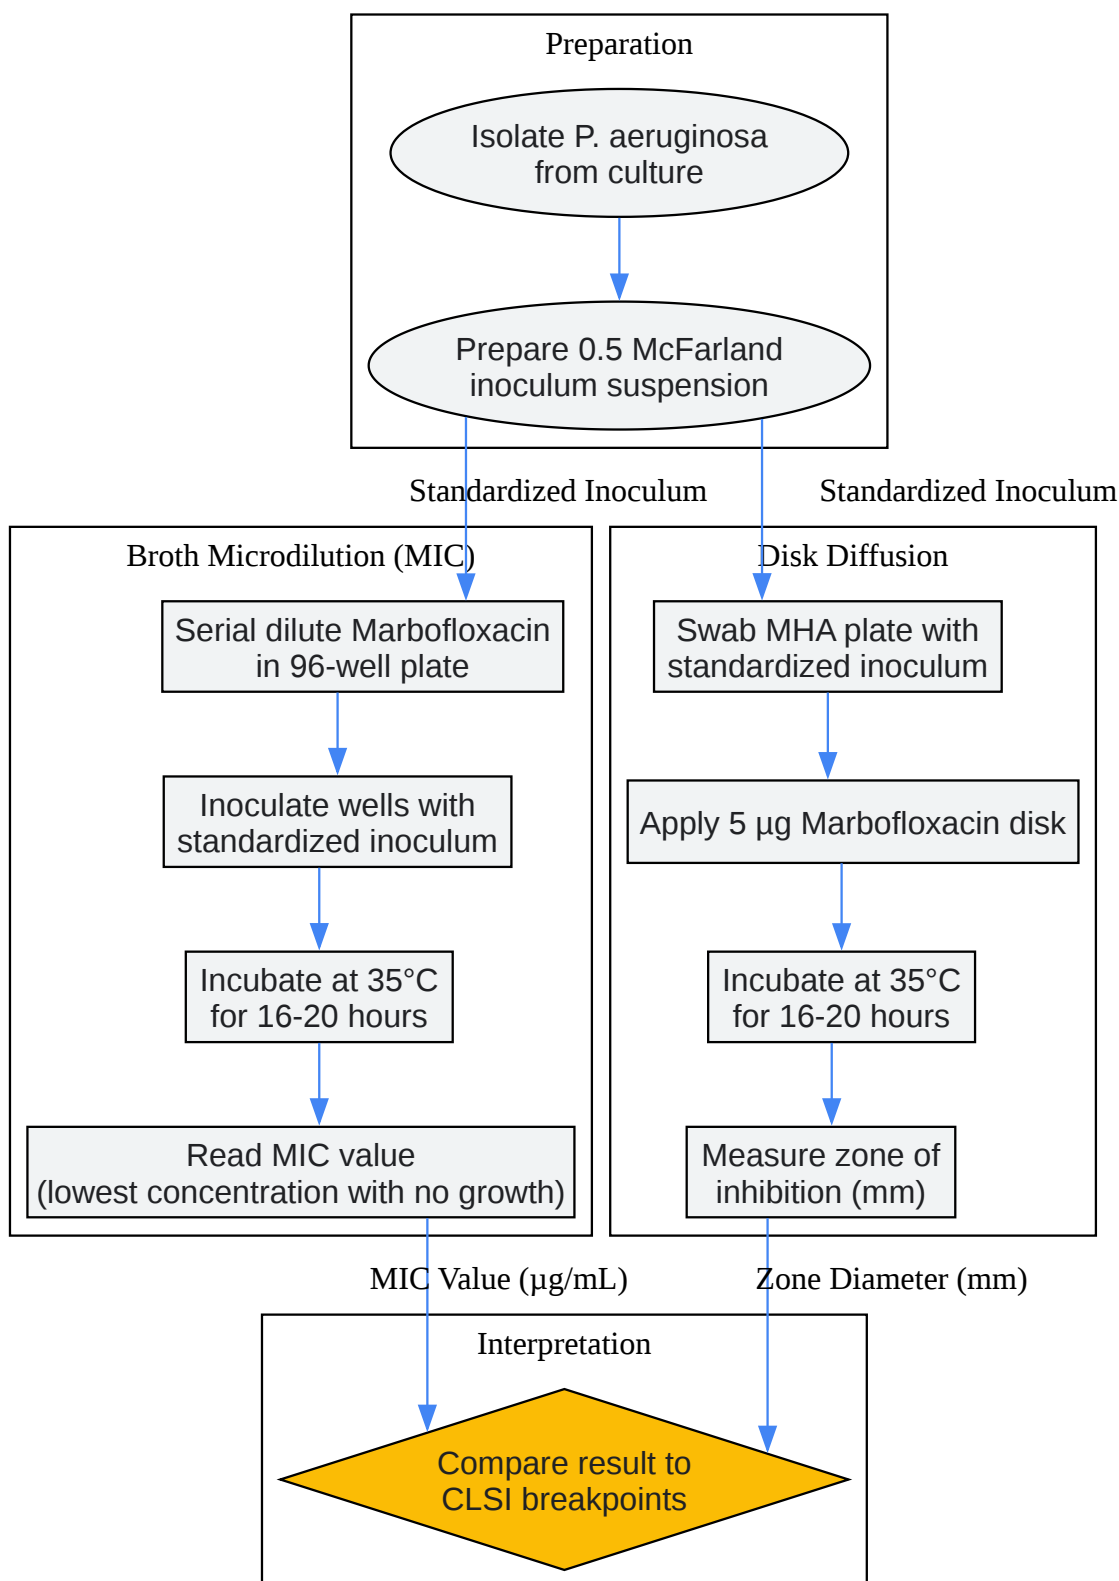 Preparation
Isolate P. aeruginosa
from culture
Prepare 0.5 McFarland
inoculum suspension
Standardized Inoculum
Standardized Inoculum
Broth Microdilution (MIC)
Serial dilute Marbofloxacin
in 96-well plate
Inoculate wells with
standardized inoculum
Incubate at 35°C
for 16-20 hours
Read MIC value
(lowest concentration with no growth)
Disk Diffusion
Swab MHA plate with
standardized inoculum
Apply 5 µg Marbofloxacin disk
Incubate at 35°C
for 16-20 hours
Measure zone of
inhibition (mm)
MIC Value (µg/mL)
Zone Diameter (mm)
Interpretation
Compare result to
CLSI breakpoints